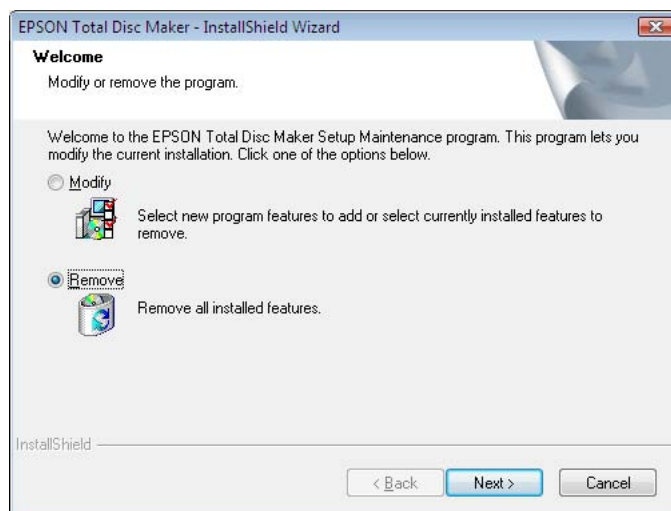 EPSON Total Disc Maker - InstallShield Wizard
Welcome
Modify or remove the program.
Welcome to the EPSON Total Disc Maker Setup Maintenance program. This program lets you
modify the current installation. Click one of the options below.
Modify
Select new program features to add or select currently installed features to
remove.
Remove
Remove all installed features.
InstallShield
< Back
Next >
Cancel